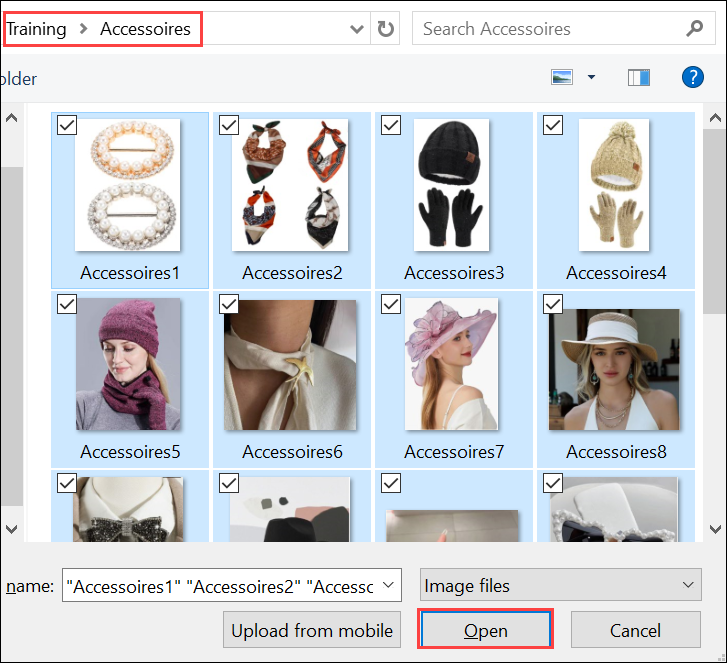 Training > Accessoires
Search Accessoires
older
?
Accessoires1 Accessoires2 Accessoires3 Accessoires4
Accessoires5 Accessoires6 Accessoires7 Accessoires8
name: "Accessoires1" "Accessoires2" "Accesso Image files
Upload from mobile Open Cancel